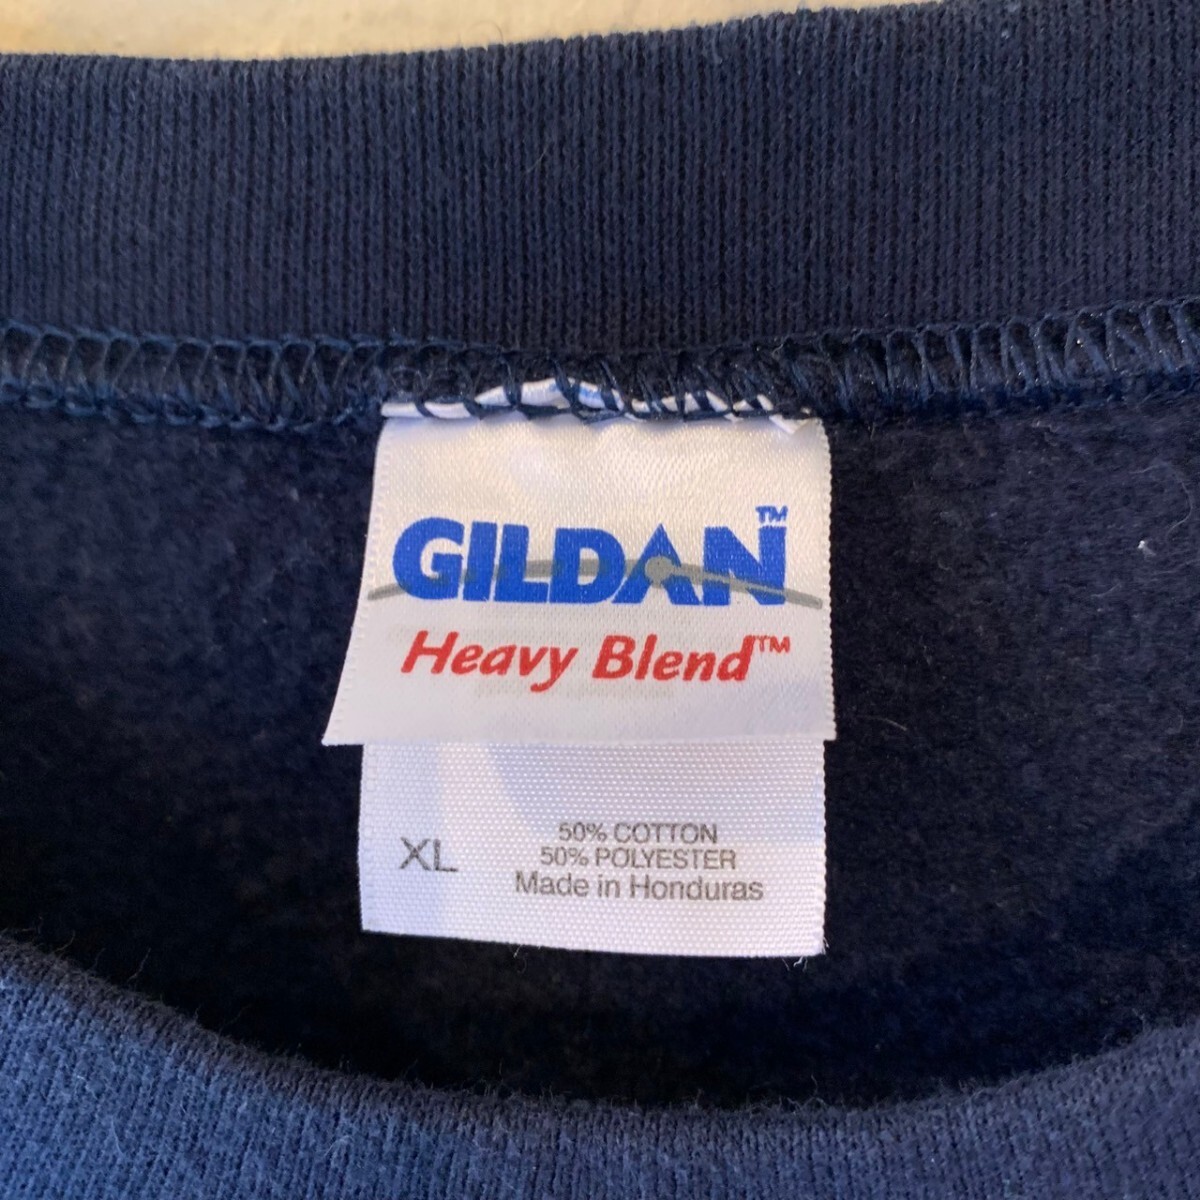 GILDAN™
Heavy Blend™
XL
50% COTTON
50% POLYESTER
Made in Honduras